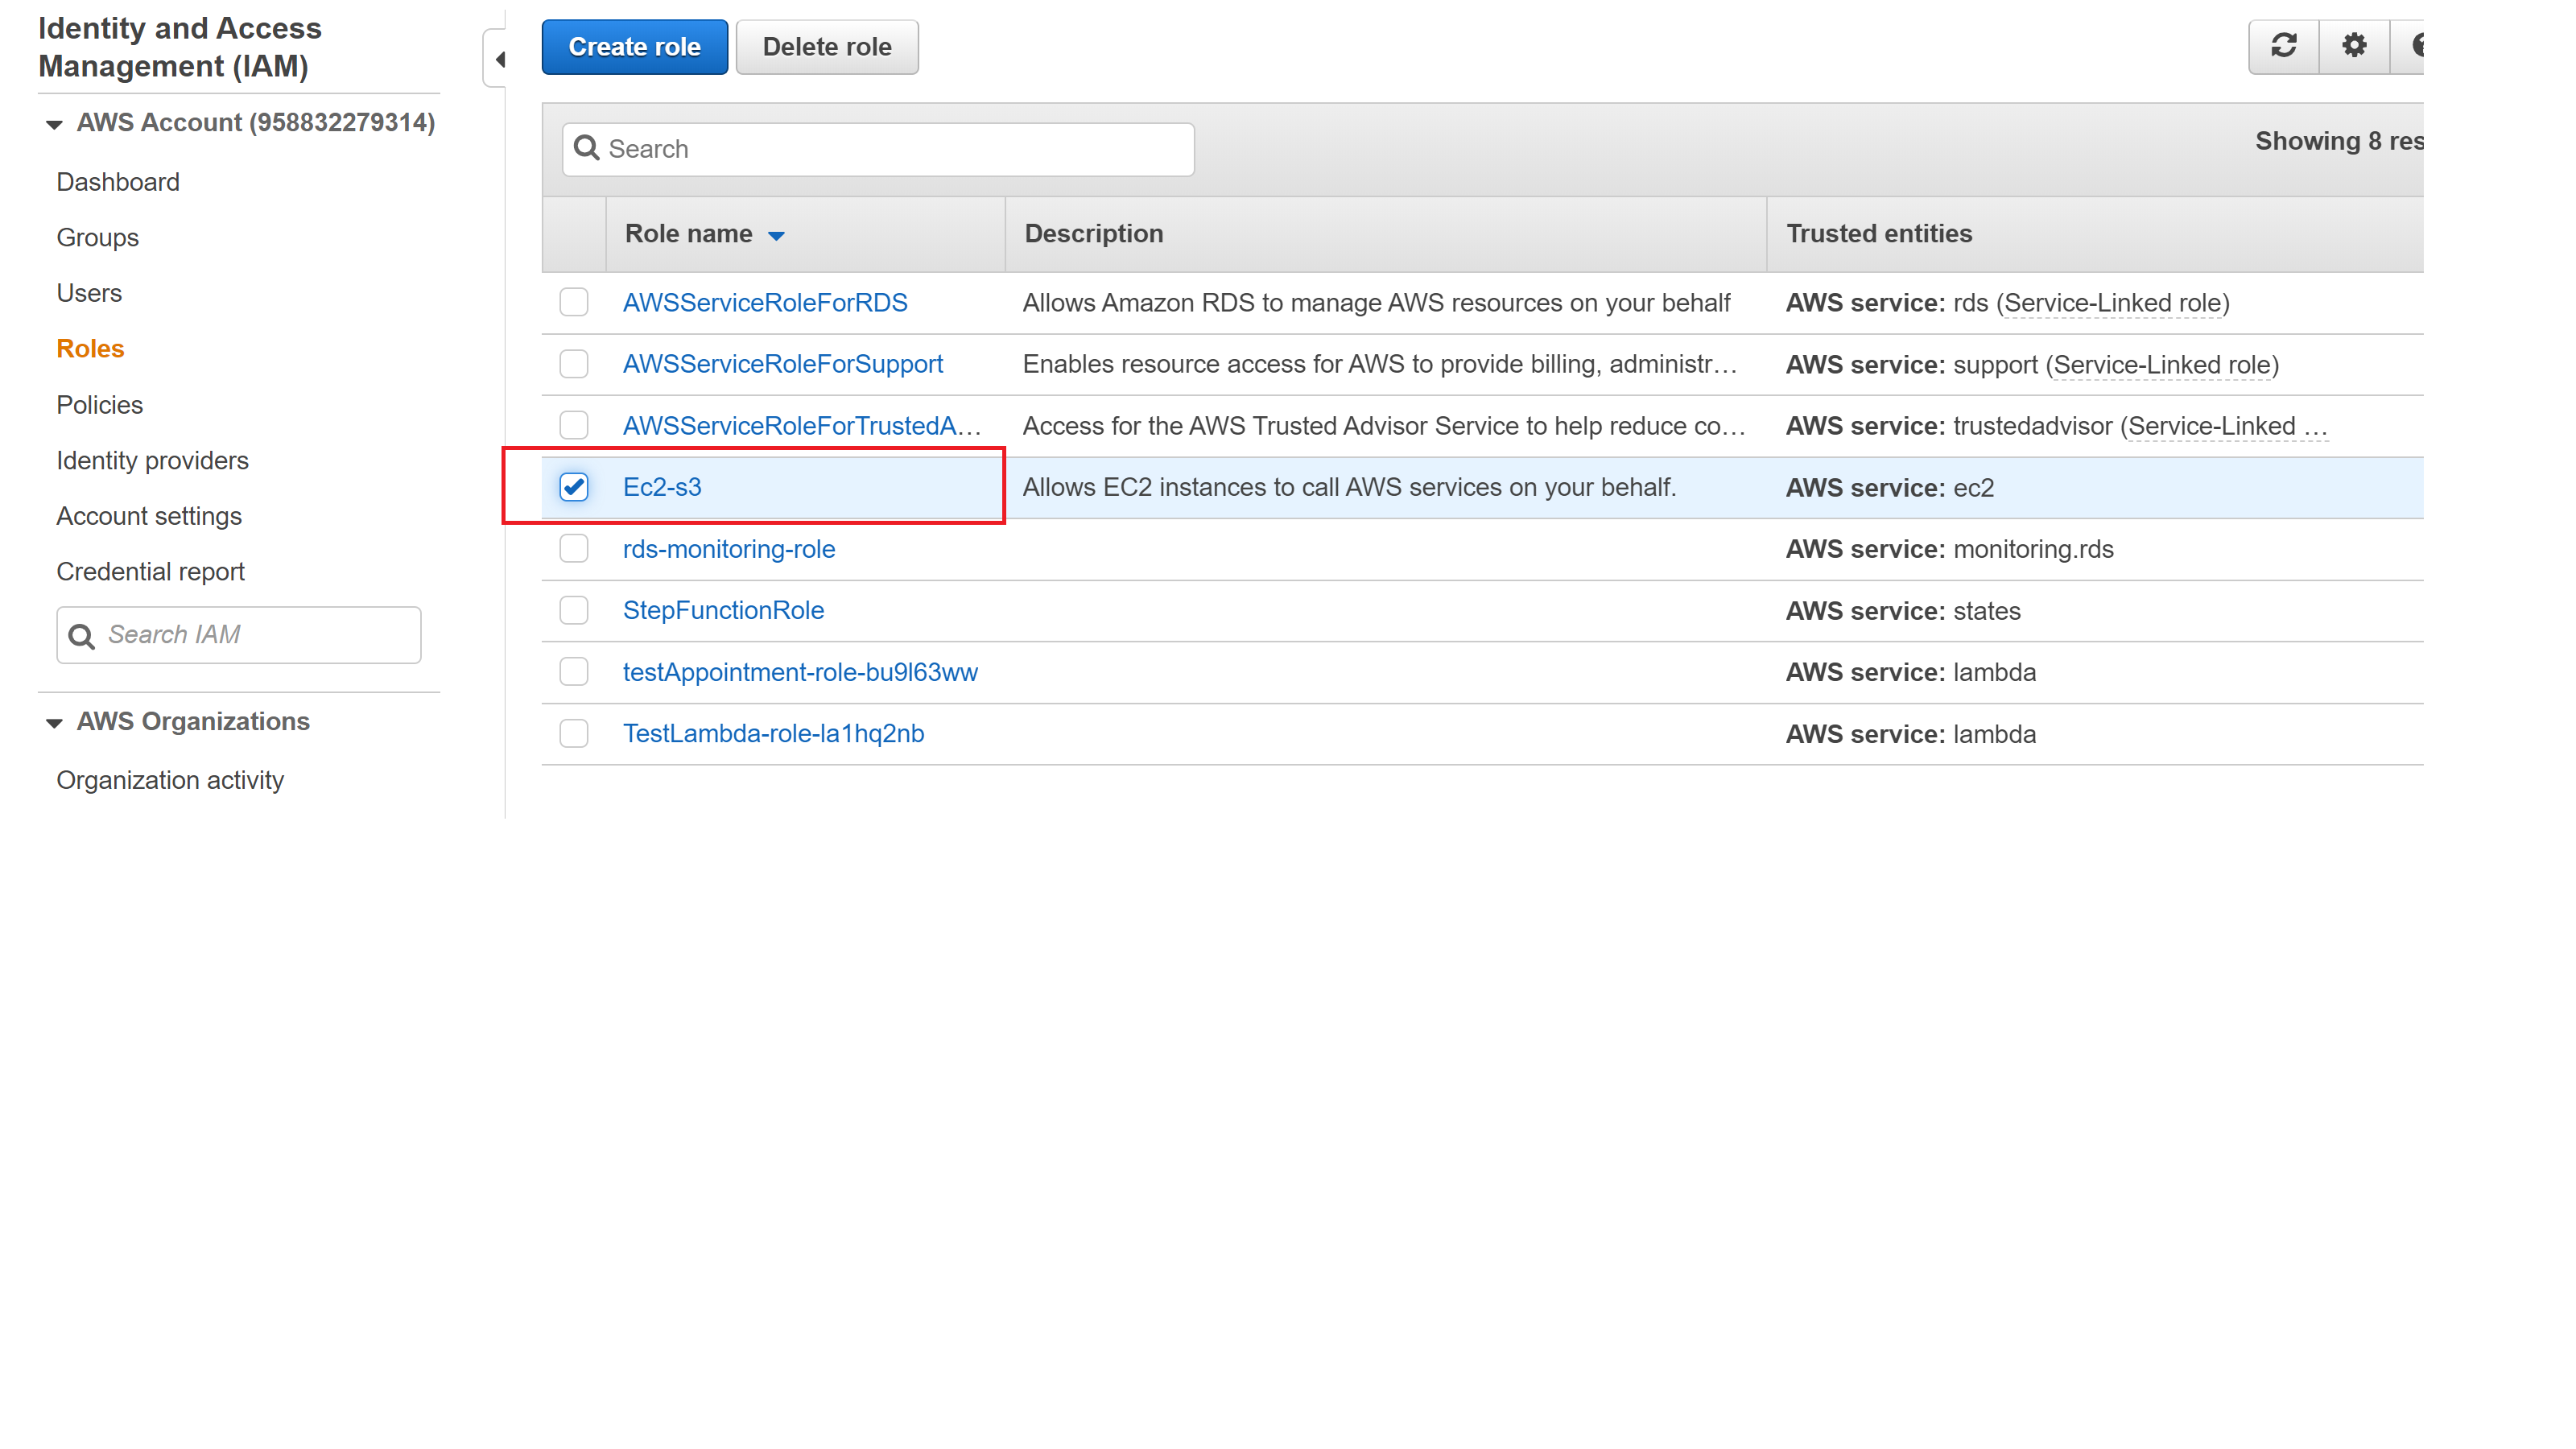 Identity and Access
Management (IAM)
AWS Account (958832279314)
Dashboard
Groups
Users
Roles
Policies
Identity providers
Account settings
Credential report
Search IAM
AWS Organizations
Organization activity
Create role Delete role
Search
Showing 8 res
Role name Description Trusted entities
AWSServiceRoleForRDS Allows Amazon RDS to manage AWS resources on your behalf AWS service: rds (Service-Linked role)
AWSServiceRoleForSupport Enables resource access for AWS to provide billing, administr… AWS service: support (Service-Linked role)
AWSServiceRoleForTrustedA… Access for the AWS Trusted Advisor Service to help reduce co… AWS service: trustedadvisor (Service-Linked …
Ec2-s3 Allows EC2 instances to call AWS services on your behalf. AWS service: ec2
rds-monitoring-role AWS service: monitoring.rds
StepFunctionRole AWS service: states
testAppointment-role-bu9l63ww AWS service: lambda
TestLambda-role-la1hq2nb AWS service: lambda